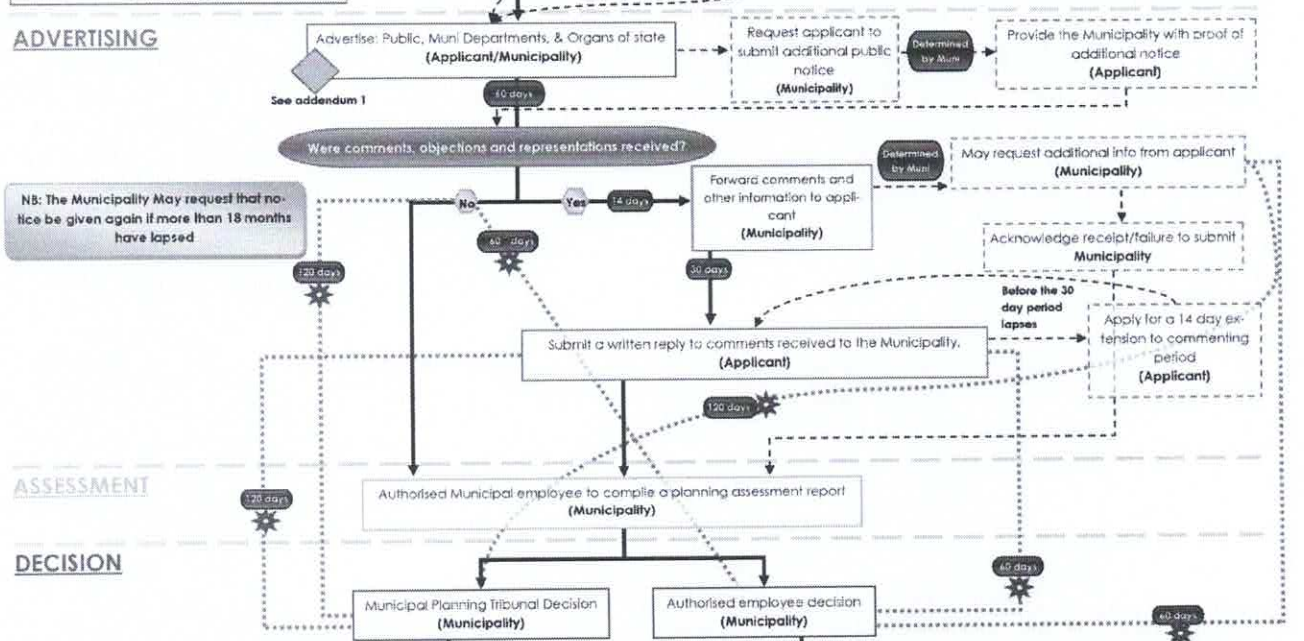 ADVERTISING
Advertise: Public, Muni Departments, & Organs of state
(Applicant/Municipality)
See addendum 1
Request applicant to
submit additional public
notice
(Municipality)
Determined
by Muni
Provide the Municipality with proof of
additional notice
(Applicant)
60 days
Were comments, objections and representations received?
NB: The Municipality May request that no-
tice be given again if more than 18 months
have lapsed
No
Yes
14 days
Forward comments and
other information to appli-
cant
(Municipality)
Determined
by Muni
May request additional info from applicant
(Municipality)
Acknowledge receipt/failure to submit
Municipality
60 days
120 days
30 days
Before the 30
day period
lapses
Apply for a 14 day ex-
tension to commenting
period
(Applicant)
Submit a written reply to comments received to the Municipality.
(Applicant)
120 days
ASSESSMENT
120 days
Authorised Municipal employee to compile a planning assessment report
(Municipality)
DECISION
60 days
Municipal Planning Tribunal Decision
(Municipality)
Authorised employee decision
(Municipality)
60 days